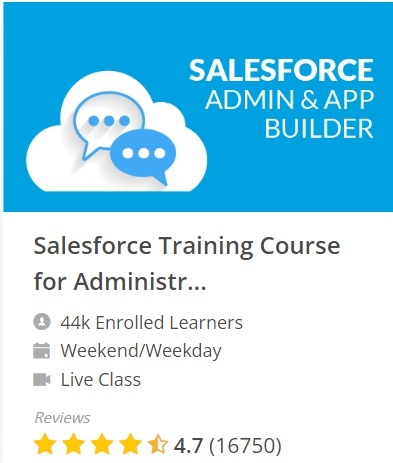 SALESFORCE
ADMIN & APP
BUILDER
Salesforce Training Course
for Administr...
44k Enrolled Learners
Weekend/Weekday
Live Class
Reviews
4.7 (16750)